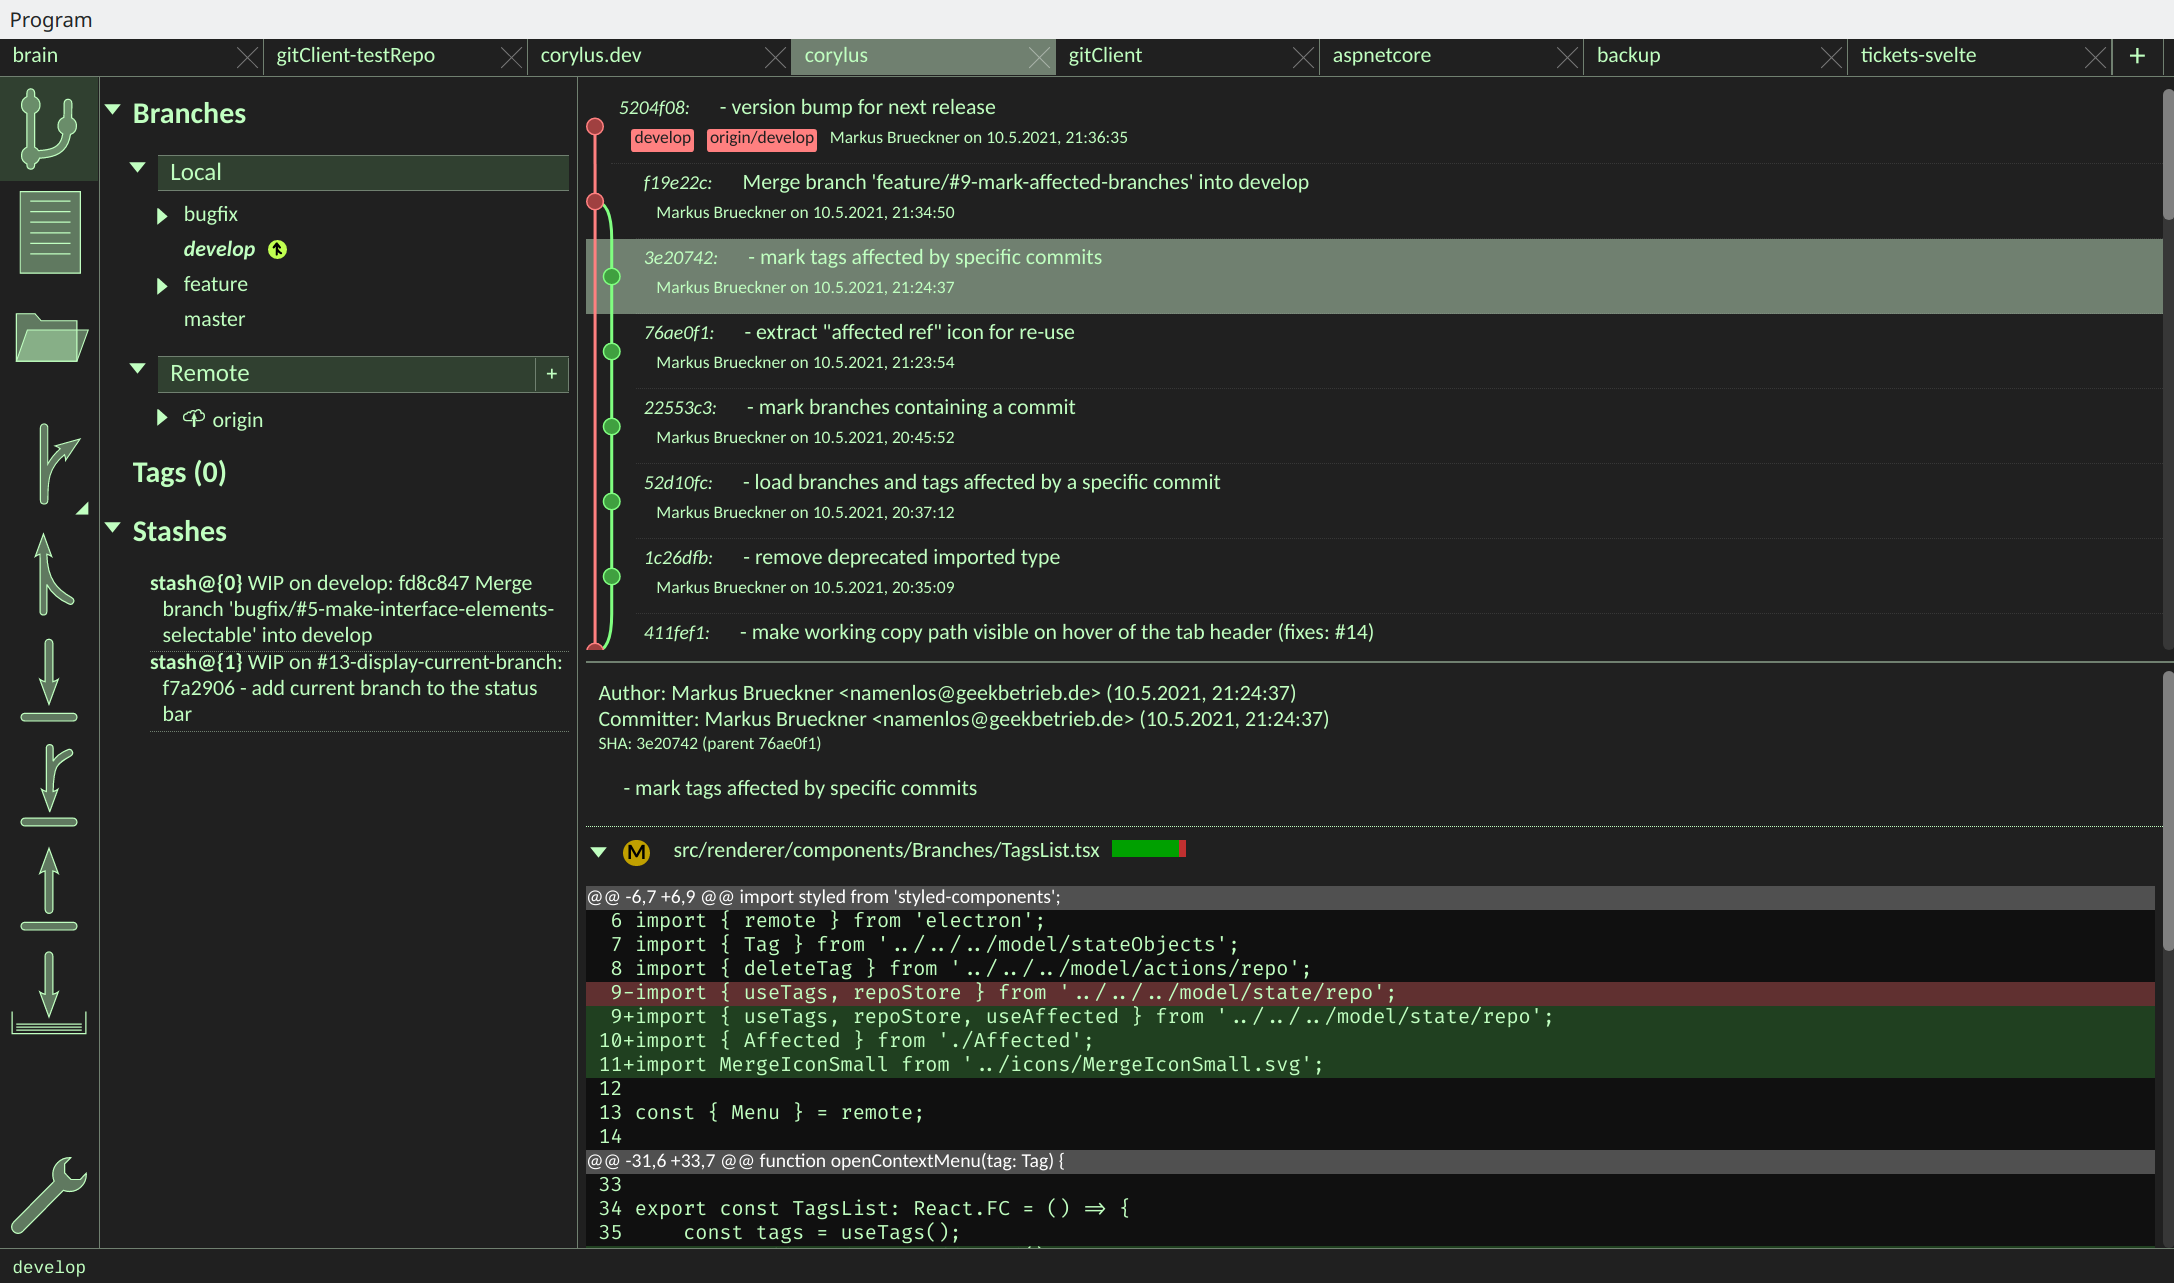 Program
brain gitClient-testRepo corylus.dev corylus gitClient aspnetcore backup tickets-svelte +
Branches
Local
bugfix
develop
feature
master
Remote +
origin
Tags (0)
Stashes
stash@{0} WIP on develop: fd8c847 Merge
branch 'bugfix/#5-make-interface-elements-
selectable' into develop
stash@{1} WIP on #13-display-current-branch:
f7a2906 - add current branch to the status
bar
5204f08: - version bump for next release
develop origin/develop Markus Brueckner on 10.5.2021, 21:36:35
f19e22c: Merge branch 'feature/#9-mark-affected-branches' into develop
Markus Brueckner on 10.5.2021, 21:34:50
3e20742: - mark tags affected by specific commits
Markus Brueckner on 10.5.2021, 21:24:37
76ae0f1: - extract "affected ref" icon for re-use
Markus Brueckner on 10.5.2021, 21:23:54
22553c3: - mark branches containing a commit
Markus Brueckner on 10.5.2021, 20:45:52
52d10fc: - load branches and tags affected by a specific commit
Markus Brueckner on 10.5.2021, 20:37:12
1c26dfb: - remove deprecated imported type
Markus Brueckner on 10.5.2021, 20:35:09
411fef1: - make working copy path visible on hover of the tab header (fixes: #14)
Author: Markus Brueckner <namenlos@geekbetrieb.de> (10.5.2021, 21:24:37)
Committer: Markus Brueckner <namenlos@geekbetrieb.de> (10.5.2021, 21:24:37)
SHA: 3e20742 (parent 76ae0f1)
- mark tags affected by specific commits
M src/renderer/components/Branches/TagsList.tsx
@@ -6,7 +6,9 @@ import styled from 'styled-components';
6 import { remote } from 'electron';
7 import { Tag } from '../../../model/stateObjects';
8 import { deleteTag } from '../../../model/actions/repo';
9-import { useTags, repoStore } from '../../../model/state/repo';
9+import { useTags, repoStore, useAffected } from '../../../model/state/repo';
10+import { Affected } from './Affected';
11+import MergeIconSmall from '../icons/MergeIconSmall.svg';
12
13 const { Menu } = remote;
14
@@ -31,6 +33,7 @@ function openContextMenu(tag: Tag) {
33
34 export const TagsList: React.FC = () => {
35 const tags = useTags();
develop